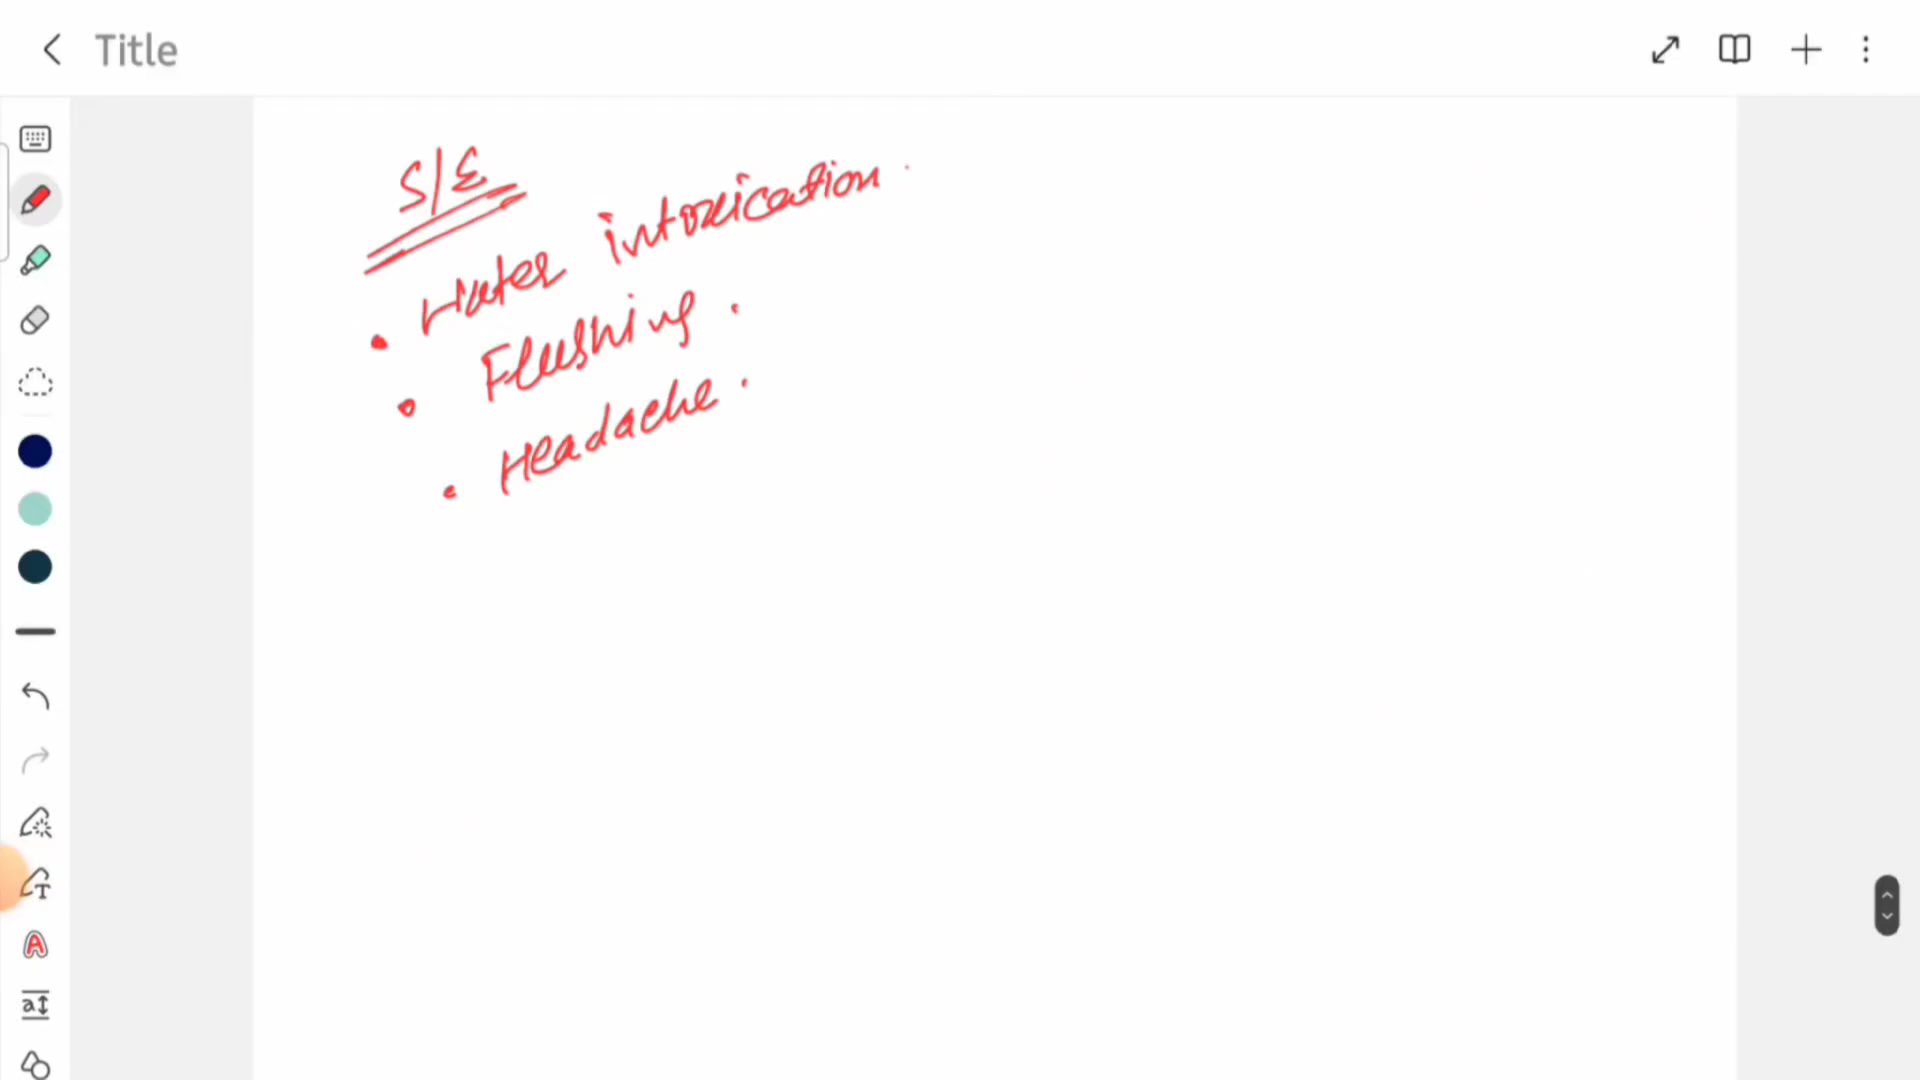 Title
S/E
• Water intoxication.
• Flushing.
• Headache.